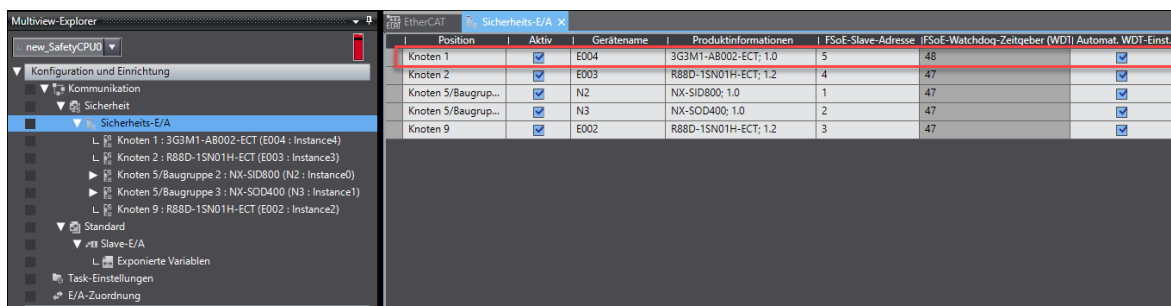 Multiview-Explorer
new_SafetyCPU0
Konfiguration und Einrichtung
Kommunikation
Sicherheit
Sicherheits-E/A
Knoten 1 : 3G3M1-AB002-ECT (E004 : Instance4)
Knoten 2 : R88D-1SN01H-ECT (E003 : Instance3)
Knoten 5/Baugruppe 2 : NX-SID800 (N2 : Instance0)
Knoten 5/Baugruppe 3 : NX-SOD400 (N3 : Instance1)
Knoten 9 : R88D-1SN01H-ECT (E002 : Instance2)
Standard
Slave-E/A
Exponierte Variablen
Task-Einstellungen
E/A-Zuordnung
EtherCAT Sicherheits-E/A
Position | Aktiv | Gerätename | Produktinformationen | FSoE-Slave-Adresse | FSoE-Watchdog-Zeitgeber (WDT) | Automat. WDT-Einst.
Knoten 1 E004 3G3M1-AB002-ECT; 1.0 5 48
Knoten 2 E003 R88D-1SN01H-ECT; 1.2 4 47
Knoten 5/Baugrup... N2 NX-SID800; 1.0 1 47
Knoten 5/Baugrup... N3 NX-SOD400; 1.0 2 47
Knoten 9 E002 R88D-1SN01H-ECT; 1.2 3 47